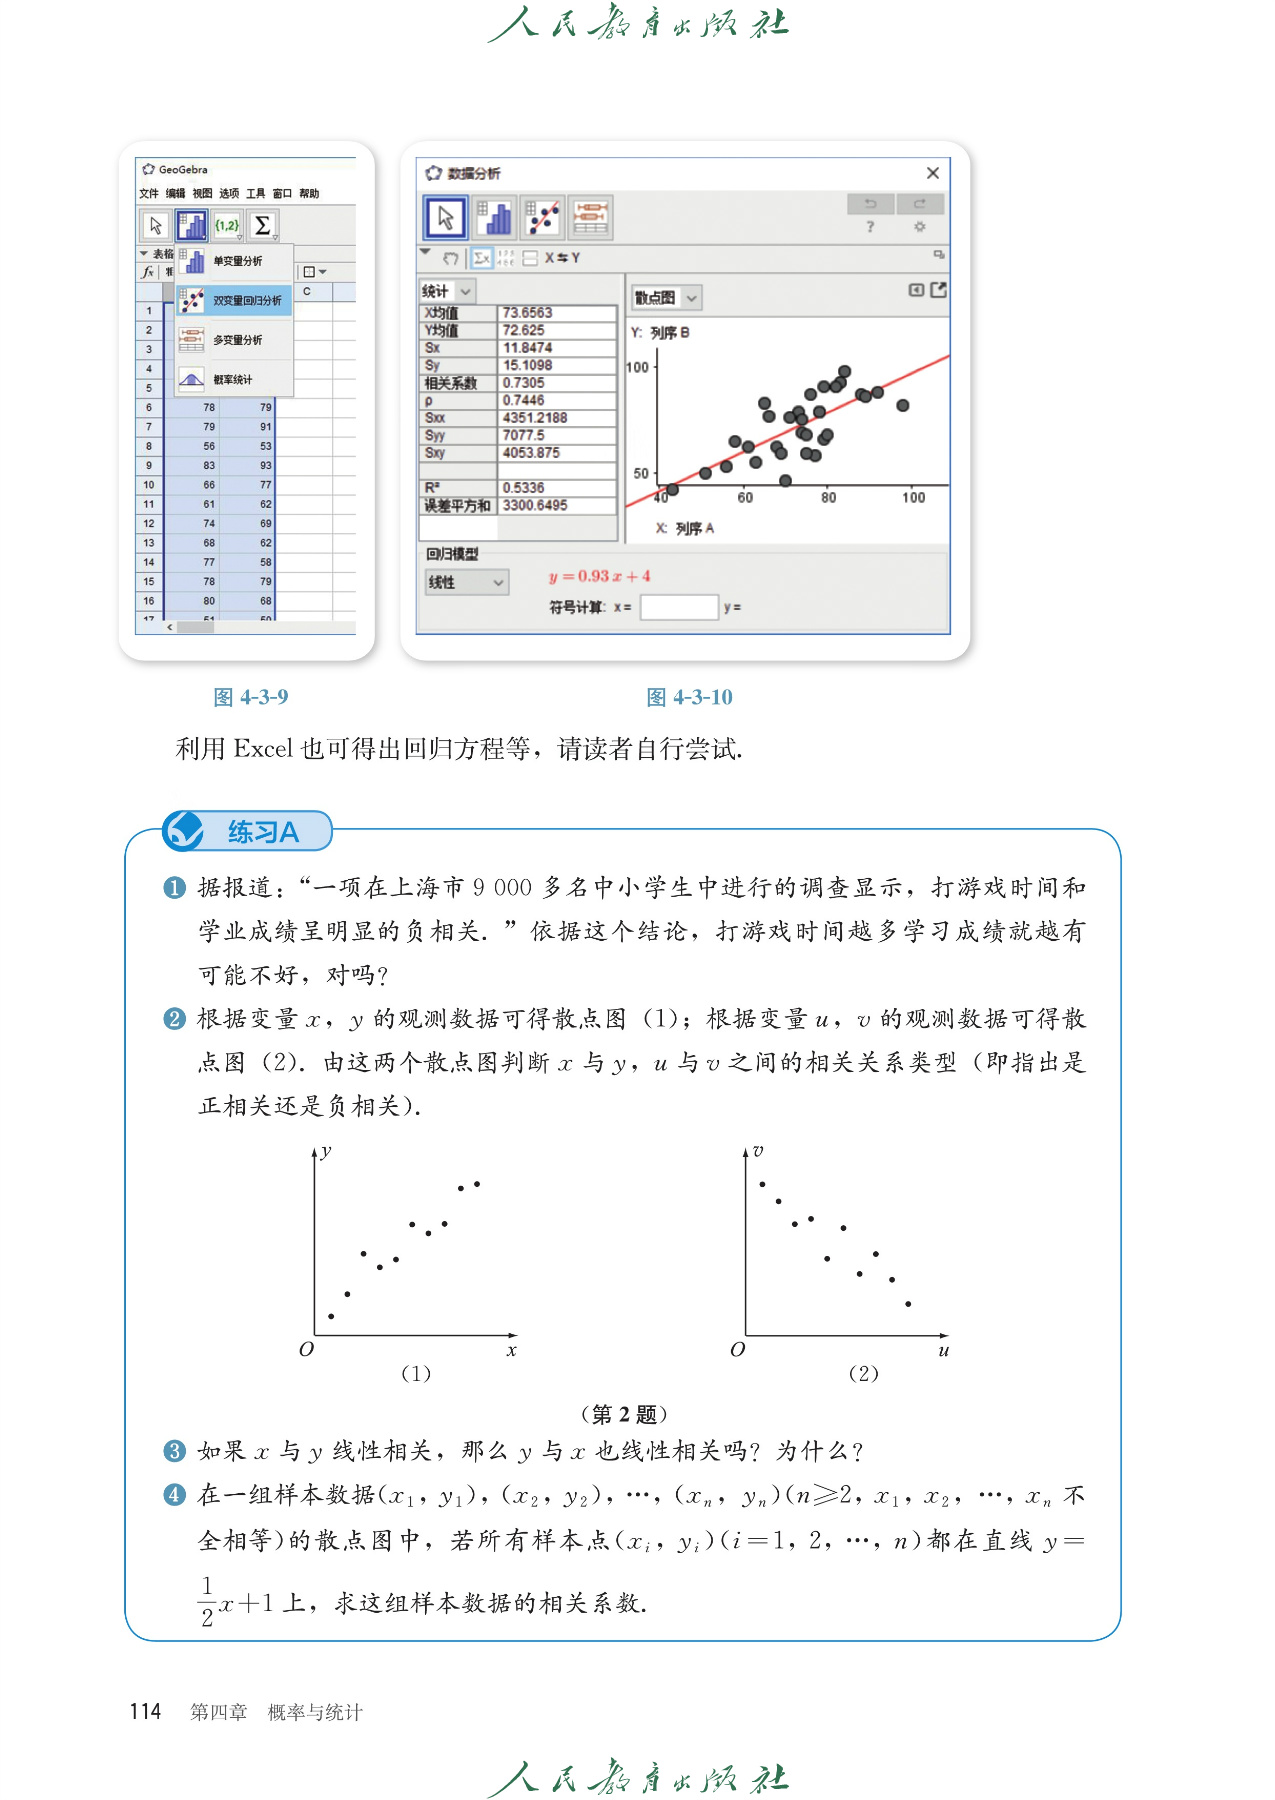 人民教育出版社
GeoGebra
文件 编辑 视图 选项 工具 窗口 帮助
{1,2} Σ
表格
单变量分析
fx
C
双变量回归分析
多变量分析
概率统计
1
2
3
4
5
6 78 79
7 79 91
8 56 53
9 83 93
10 66 77
11 61 62
12 74 69
13 68 62
14 77 58
15 78 79
16 80 68
17 51 50
图 4-3-9
数据分析
Σx X⇆Y
统计
X均值 73.6563
Y均值 72.625
Sx 11.8474
Sy 15.1098
相关系数 0.7305
ρ 0.7446
Sxx 4351.2188
Syy 7077.5
Sxy 4053.875
R² 0.5336
误差平方和 3300.6495
散点图
Y: 列序 B
100
50
40 60 80 100
X: 列序 A
回归模型
线性
y = 0.93 x + 4
符号计算: x = y =
图 4-3-10
利用 Excel 也可得出回归方程等，请读者自行尝试.
练习A
1 据报道：“一项在上海市 9 000 多名中小学生中进行的调查显示，打游戏时间和
学业成绩呈明显的负相关．”依据这个结论，打游戏时间越多学习成绩就越有
可能不好，对吗？
2 根据变量 x，y 的观测数据可得散点图（1）；根据变量 u，v 的观测数据可得散
点图（2）．由这两个散点图判断 x 与 y，u 与 v 之间的相关关系类型（即指出是
正相关还是负相关）．
y
O x
（1）
v
O u
（2）
（第 2 题）
3 如果 x 与 y 线性相关，那么 y 与 x 也线性相关吗？为什么？
4 在一组样本数据(x₁，y₁)，(x₂，y₂)，…，(xₙ，yₙ)(n≥2，x₁，x₂，…，xₙ 不
全相等)的散点图中，若所有样本点(xᵢ，yᵢ)(i=1，2，…，n)都在直线 y=
1/2 x+1 上，求这组样本数据的相关系数．
114 第四章 概率与统计
人民教育出版社